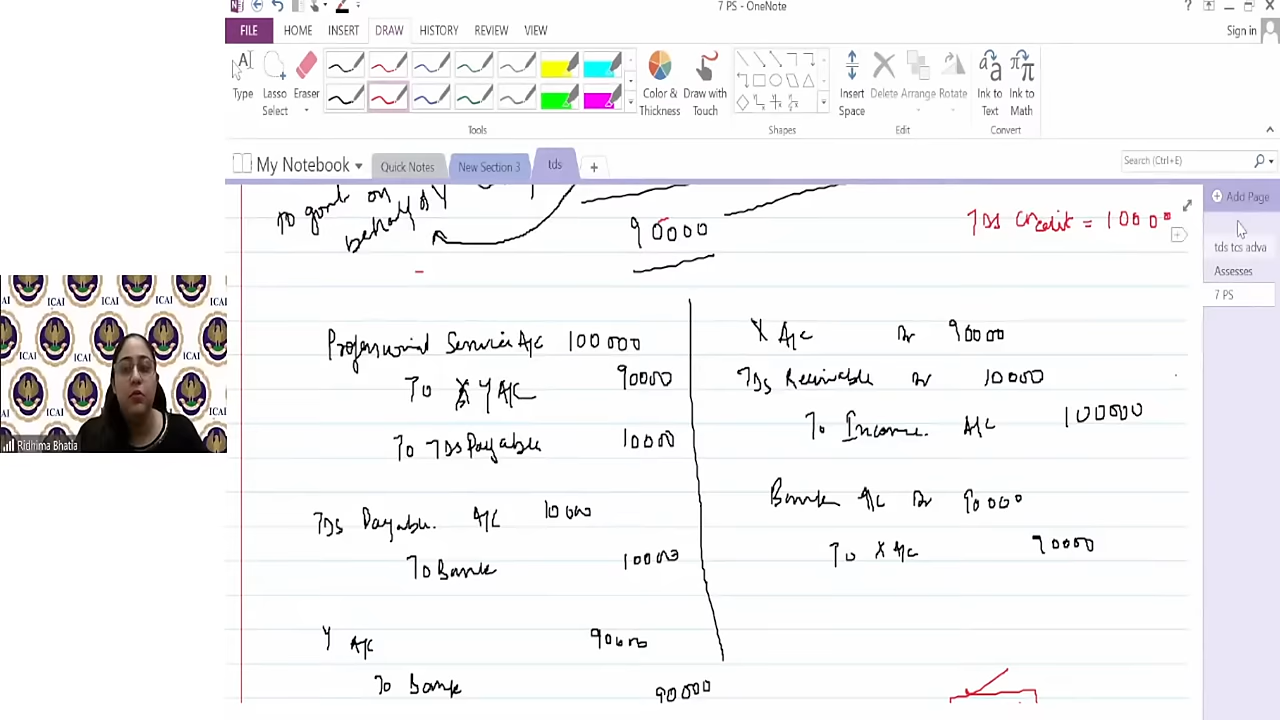 7 PS - OneNote
FILE HOME INSERT DRAW HISTORY REVIEW VIEW
Sign in
Type Lasso Select Eraser
Color & Thickness Draw with Touch
Insert Space Delete Arrange Rotate
Ink to Text Ink to Math
Tools Shapes Edit Convert
My Notebook Quick Notes New Section 3 tds
Search (Ctrl+E)
Add Page
tds tcs adva
Assesses
7 PS
to govt on
behalf of Y
90000
TDS Credit = 10000
Professional Service A/c 100000
To Y A/c 90000
To TDS Payable 10000
TDS Payable A/c 10000
To Bank 10000
Y A/c 90000
To Bank 90000
X A/c Dr 90000
TDS Receivable Dr 10000
To Income A/c 100000
Bank A/c Dr 90000
To X A/c 90000
ICAI
Ridhima Bhatia